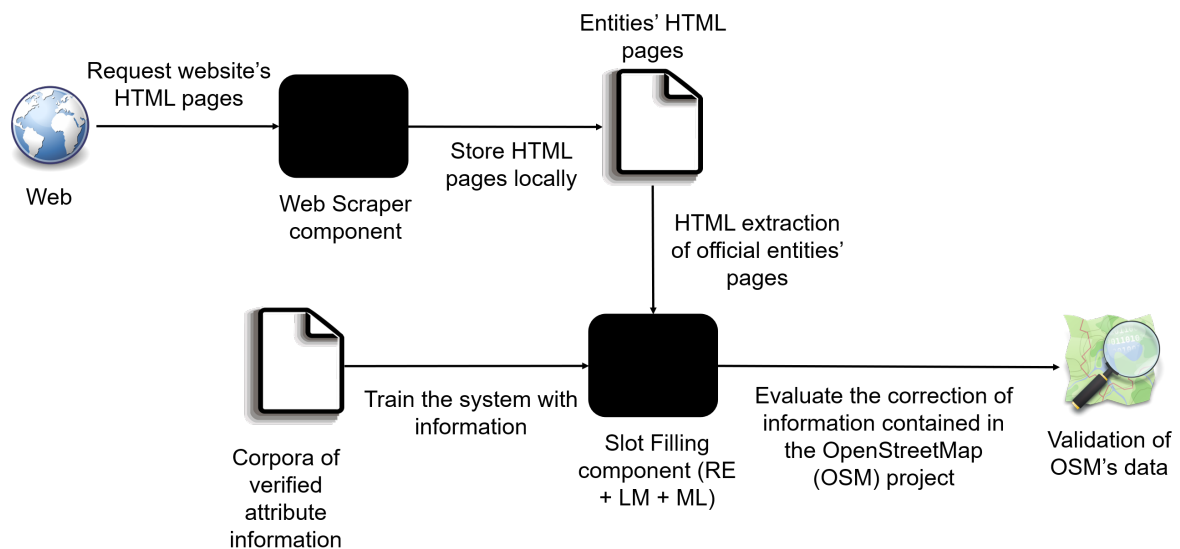 Entities’ HTML
pages
Request website’s
HTML pages
Store HTML
pages locally
Web
Web Scraper
component
HTML extraction
of official entities’
pages
Train the system with
information
Evaluate the correction of
information contained in
the OpenStreetMap
(OSM) project
Corpora of
verified
attribute
information
Slot Filling
component (RE
+ LM + ML)
Validation of
OSM’s data